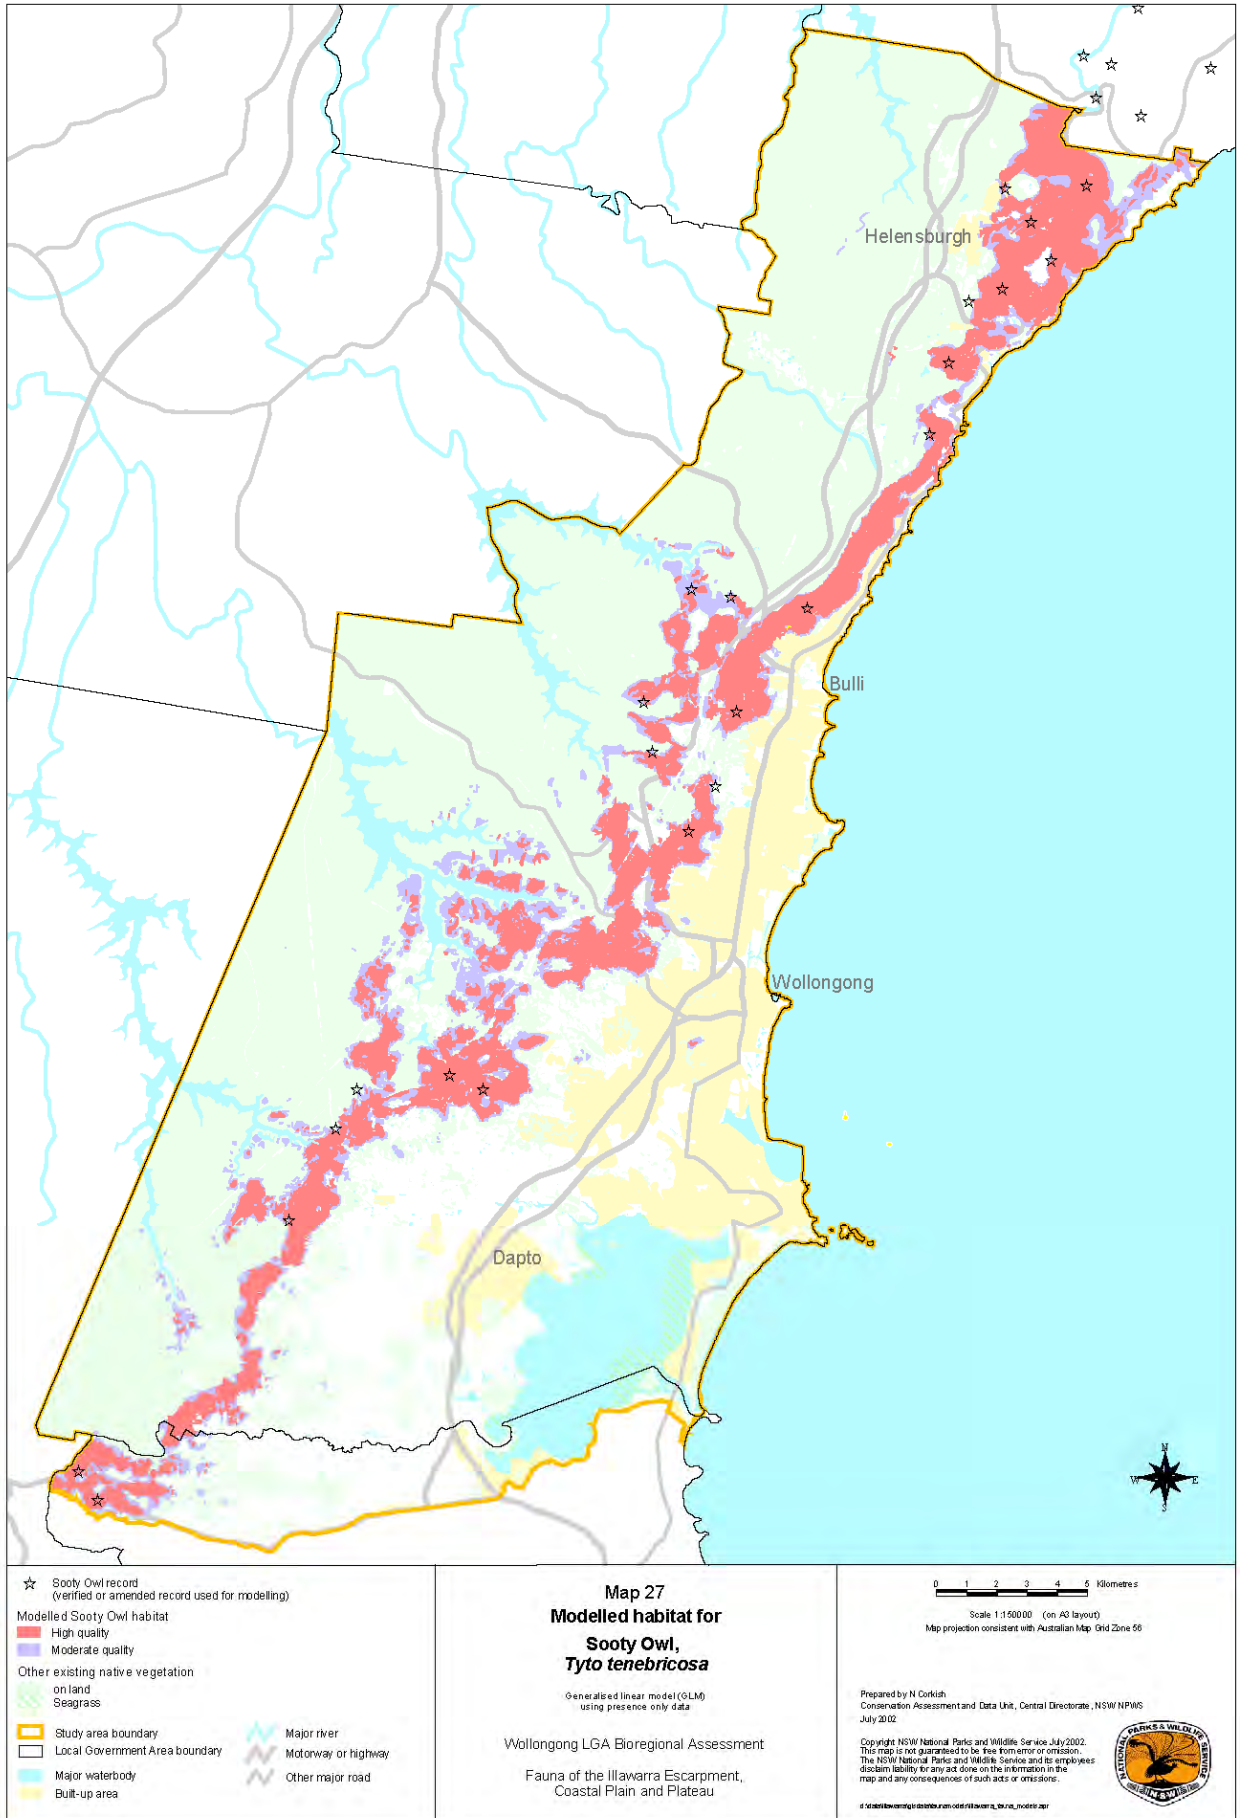 Helensburgh
Bulli
Wollongong
Dapto
N
W E
S
Sooty Owl record
(verified or amended record used for modelling)
Modelled Sooty Owl habitat
High quality
Moderate quality
Other existing native vegetation
on land
Seagrass
Study area boundary
Local Government Area boundary
Major waterbody
Built-up area
Major river
Motorway or highway
Other major road
Map 27
Modelled habitat for
Sooty Owl,
Tyto tenebricosa
Generalised linear model (GLM)
using presence only data
Wollongong LGA Bioregional Assessment
Fauna of the Illawarra Escarpment,
Coastal Plain and Plateau
0 1 2 3 4 5 Kilometres
Scale 1:150000 (on A3 layout)
Map projection consistent with Australian Map Grid Zone 56
Prepared by N Corkish
Conservation Assessment and Data Unit, Central Directorate, NSW NPWS
July 2002
Copyright NSW National Parks and Wildlife Service July 2002.
This map is not guaranteed to be free from error or omission.
The NSW National Parks and Wildlife Service and its employees
disclaim liability for any act done on the information in the
map and any consequences of such acts or omissions.
NATIONAL PARKS & WILDLIFE SERVICE
N·S·W